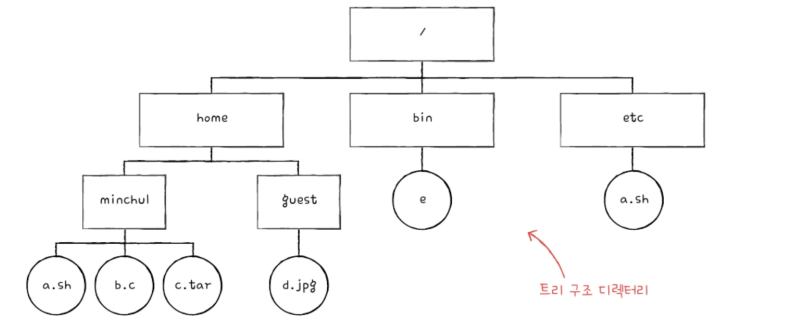 /
home
bin
etc
minchul
guest
e
a.sh
a.sh
b.c
c.tar
d.jpg
트리 구조 디렉터리